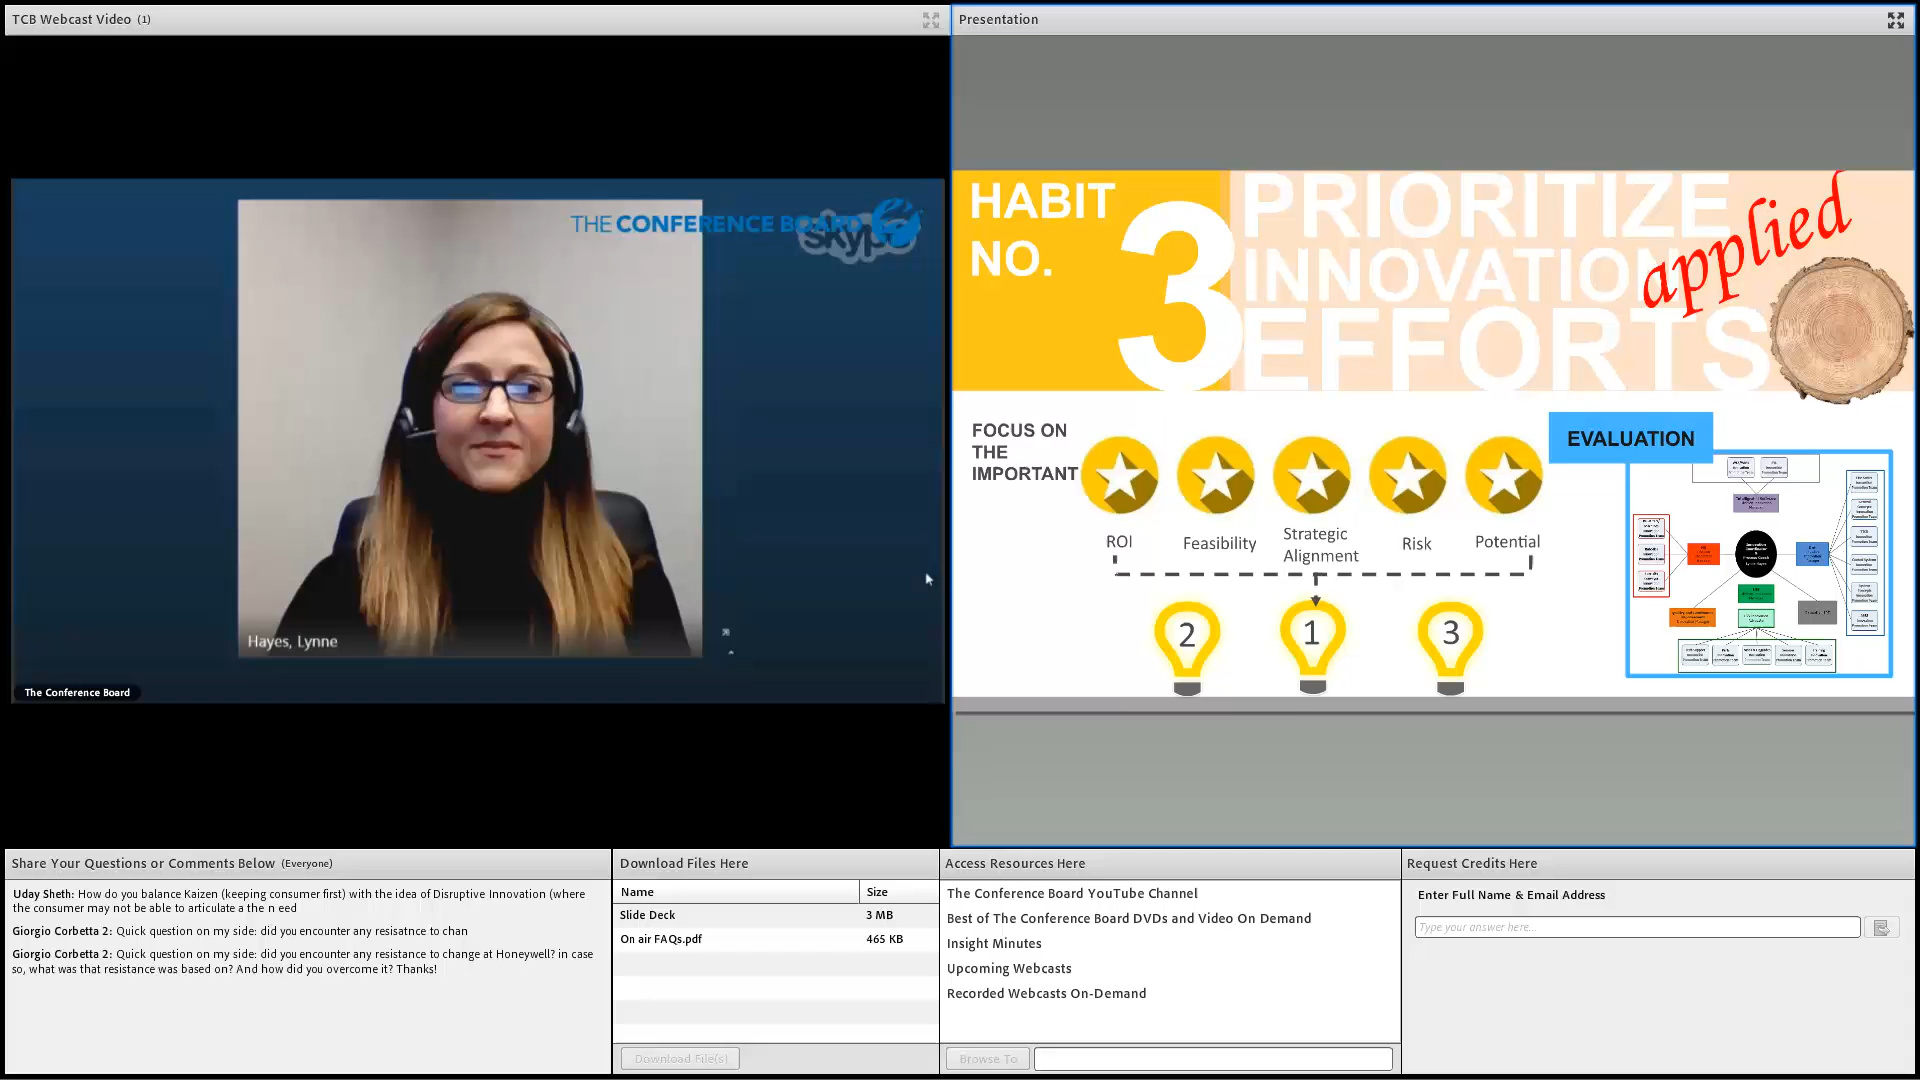 TCB Webcast Video (1)
THE CONFERENCE BOARD
skype
Hayes, Lynne
The Conference Board
Presentation
HABIT
NO.
3
PRIORITIZE
INNOVATION
EFFORTS
applied
FOCUS ON
THE
IMPORTANT
ROI
Feasibility
Strategic
Alignment
Risk
Potential
2
1
3
EVALUATION
Share Your Questions or Comments Below (Everyone)
Uday Sheth: How do you balance Kaizen (keeping consumer first) with the idea of Disruptive Innovation (where
the consumer may not be able to articulate a the n eed
Giorgio Corbetta 2: Quick question on my side: did you encounter any resisatnce to chan
Giorgio Corbetta 2: Quick question on my side: did you encounter any resistance to change at Honeywell? in case
so, what was that resistance was based on? And how did you overcome it? Thanks!
Download Files Here
Name Size
Slide Deck 3 MB
On air FAQs.pdf 465 KB
Download File(s)
Access Resources Here
The Conference Board YouTube Channel
Best of The Conference Board DVDs and Video On Demand
Insight Minutes
Upcoming Webcasts
Recorded Webcasts On-Demand
Browse To
Request Credits Here
Enter Full Name & Email Address
Type your answer here...